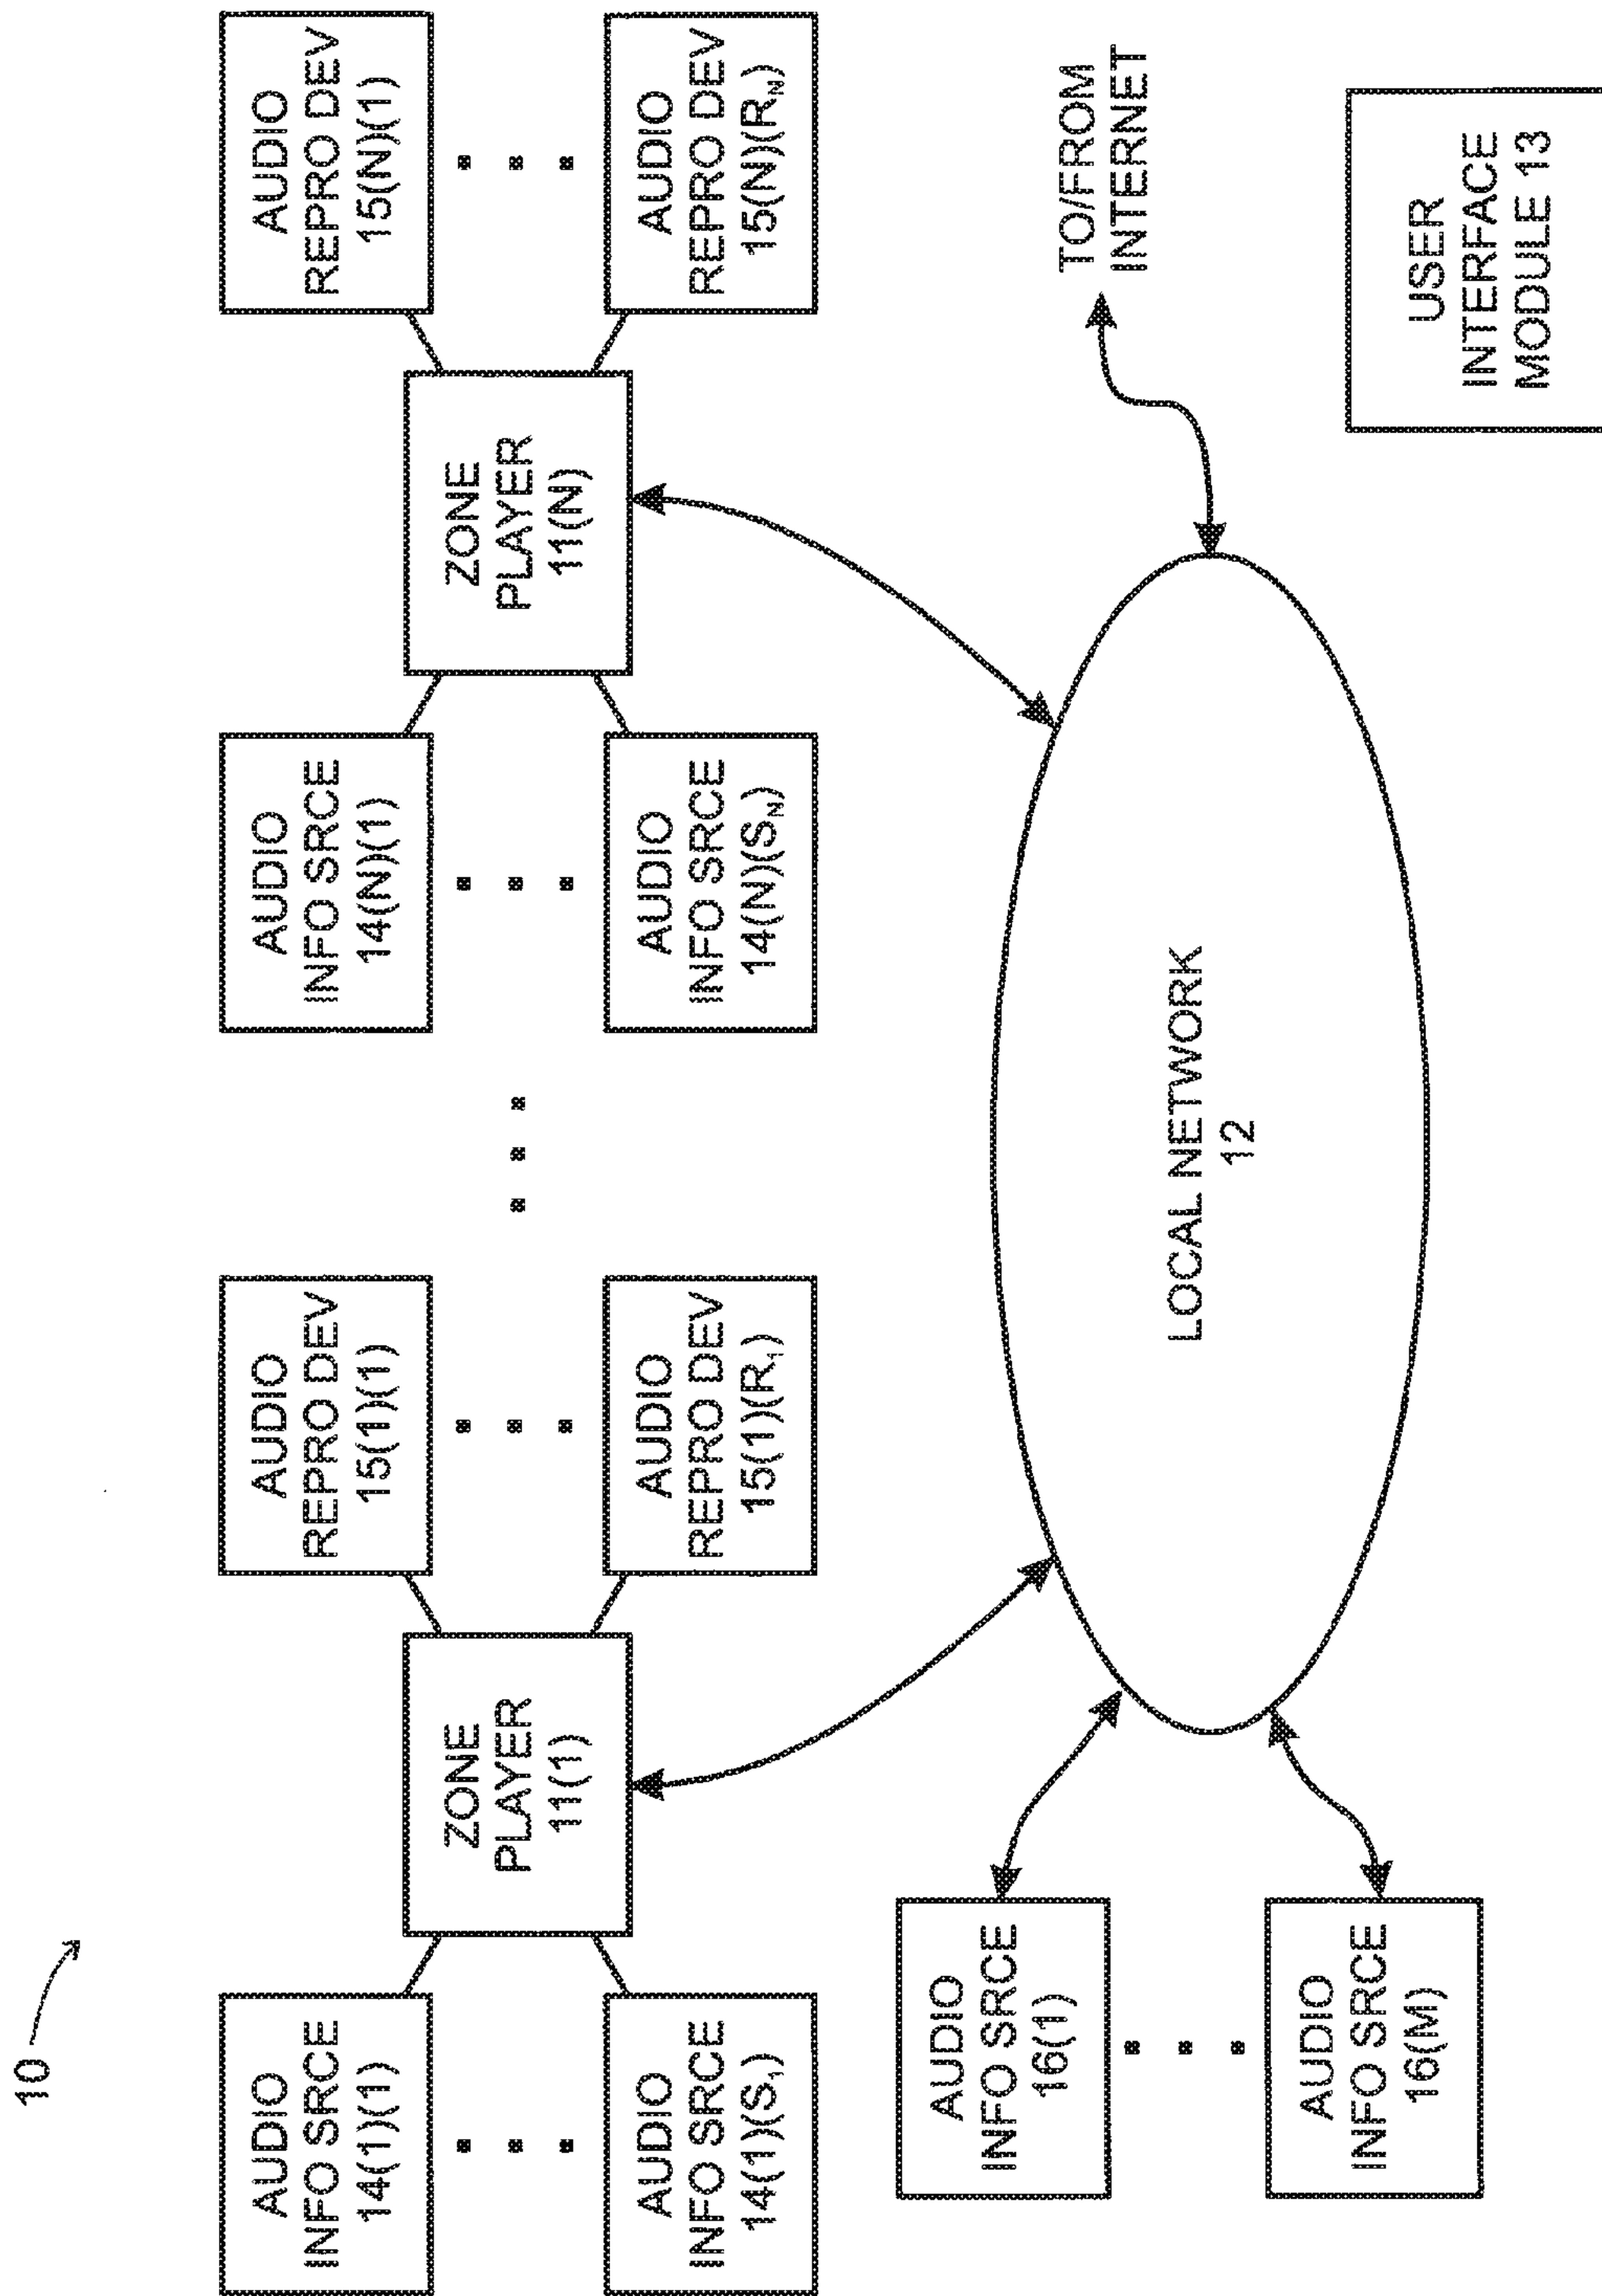 10
AUDIO
INFO SRCE
14(1)(1)
AUDIO
INFO SRCE
14(1)(S₁)
ZONE
PLAYER
11(1)
AUDIO
REPRO DEV
15(1)(1)
AUDIO
REPRO DEV
15(1)(R₁)
AUDIO
INFO SRCE
14(N)(1)
AUDIO
INFO SRCE
14(N)(S_N)
ZONE
PLAYER
11(N)
AUDIO
REPRO DEV
15(N)(1)
AUDIO
REPRO DEV
15(N)(R_N)
AUDIO
INFO SRCE
16(1)
AUDIO
INFO SRCE
16(M)
LOCAL NETWORK
12
TO/FROM
INTERNET
USER
INTERFACE
MODULE 13